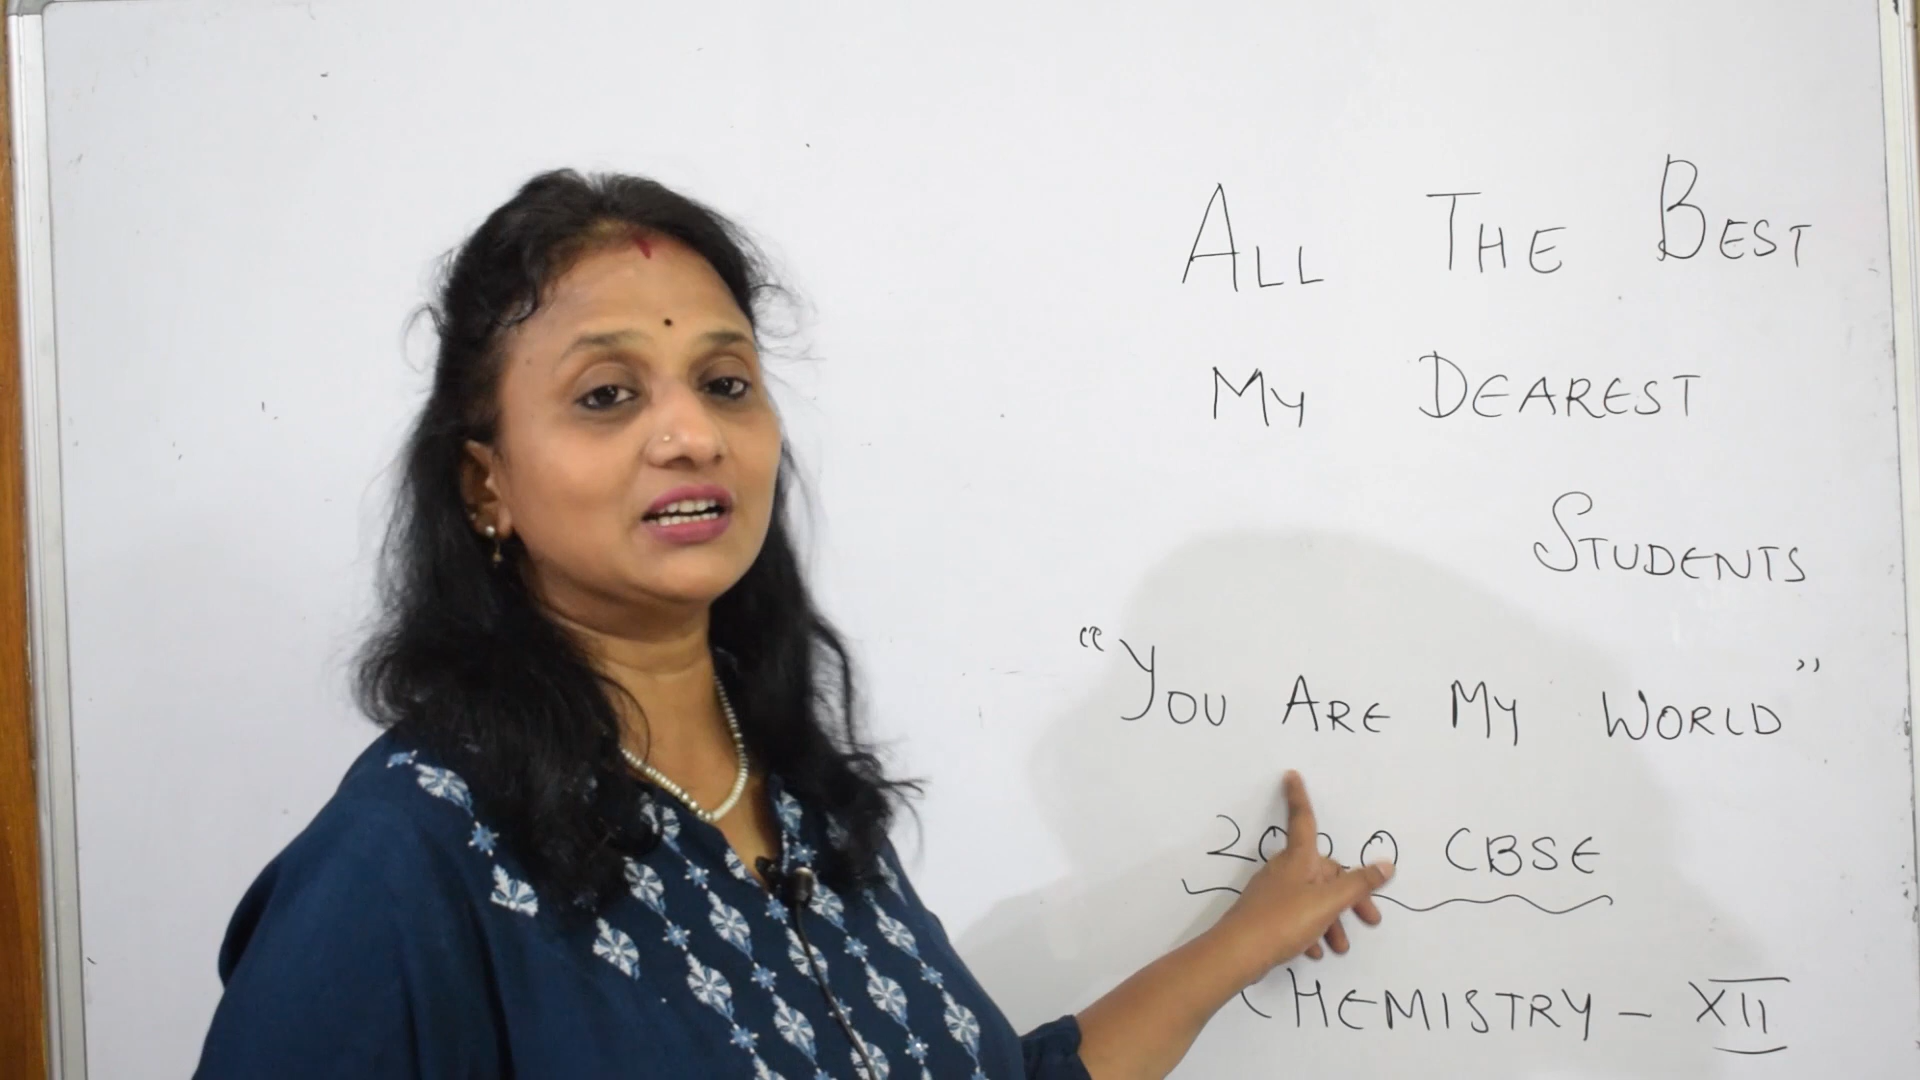 ALL THE BEST
MY DEAREST
STUDENTS
“YOU ARE MY WORLD”
2020 CBSE
CHEMISTRY - XII